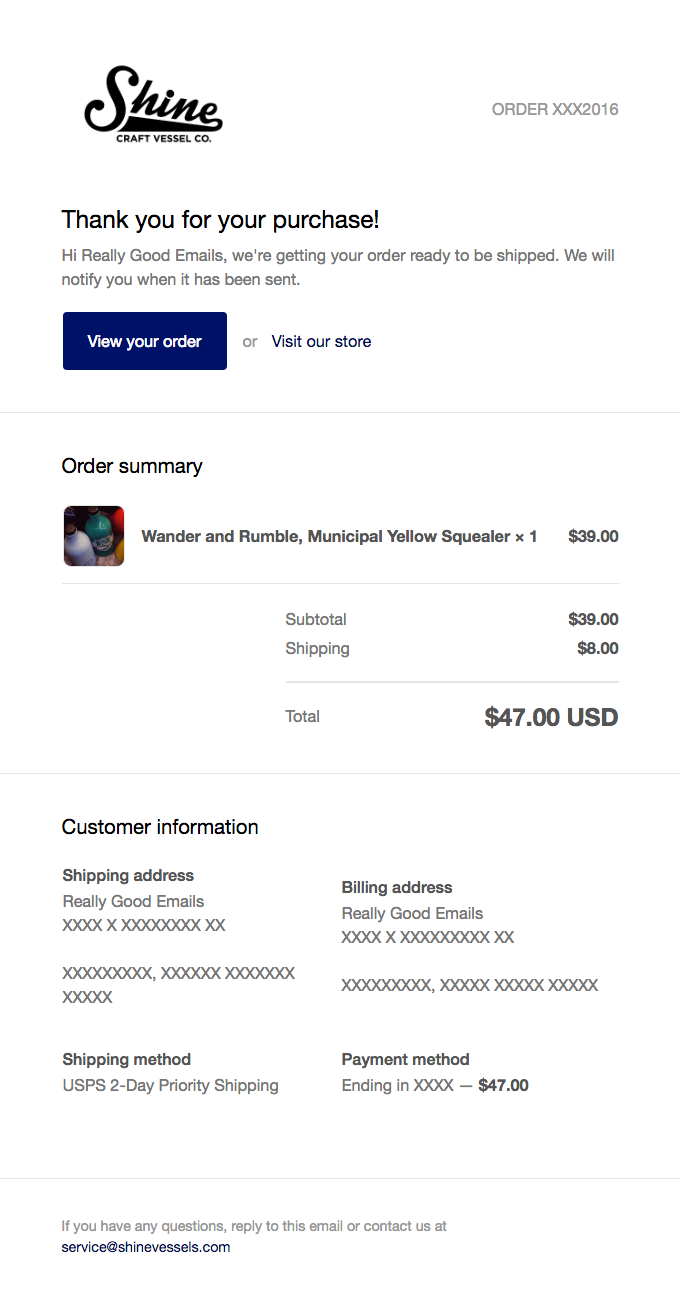 Shine
CRAFT VESSEL CO.
ORDER XXX2016
Thank you for your purchase!
Hi Really Good Emails, we're getting your order ready to be shipped. We will
notify you when it has been sent.
View your order or Visit our store
Order summary
Wander and Rumble, Municipal Yellow Squealer × 1 $39.00
Subtotal $39.00
Shipping $8.00
Total $47.00 USD
Customer information
Shipping address
Really Good Emails
XXXX X XXXXXXXX XX
XXXXXXXXX, XXXXXX XXXXXXX
XXXXX
Billing address
Really Good Emails
XXXX X XXXXXXXXX XX
XXXXXXXXX, XXXXX XXXXX XXXXX
Shipping method
USPS 2-Day Priority Shipping
Payment method
Ending in XXXX — $47.00
If you have any questions, reply to this email or contact us at
service@shinevessels.com